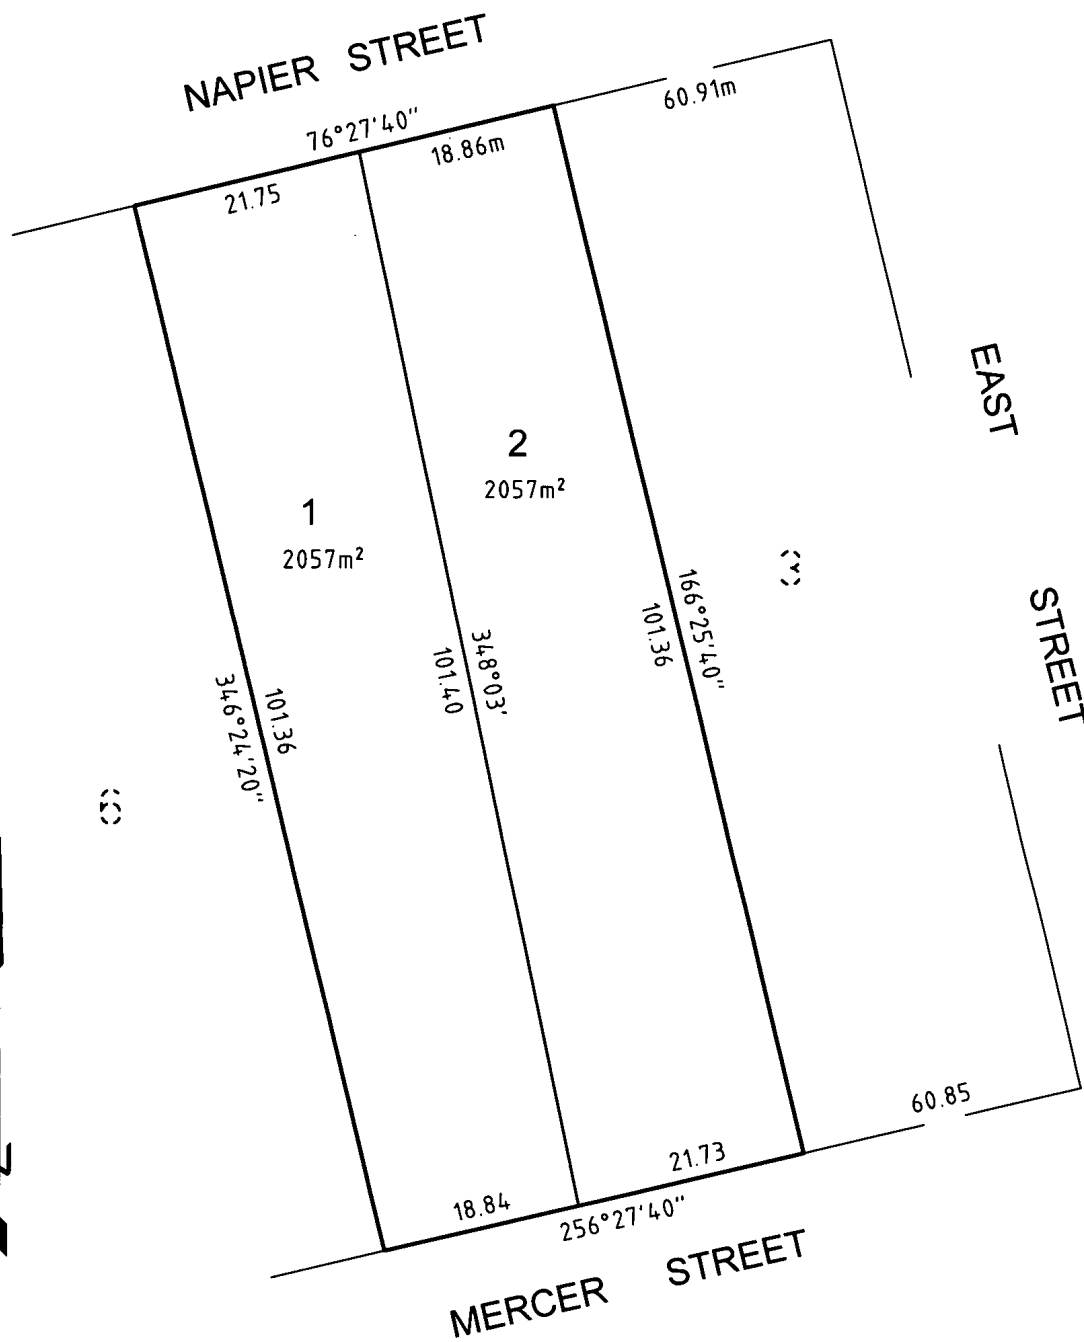 NAPIER STREET
76°27'40"
60.91m
18.86m
21.75
EAST
STREET
2
2057m²
1
2057m²
166°25'40"
101.36
348°03'
101.40
101.36
346°24'20"
60.85
21.73
18.84
256°27'40"
MERCER STREET